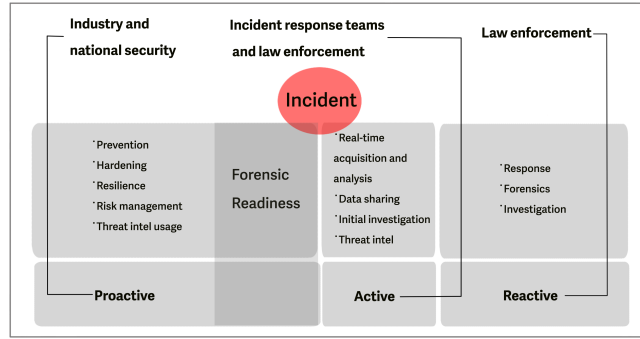 Industry and
national security
Incident response teams
and law enforcement
Law enforcement
Incident
·Prevention
·Hardening
·Resilience
·Risk management
·Threat intel usage
Forensic
Readiness
·Real-time
acquisition and
analysis
·Data sharing
·Initial investigation
·Threat intel
·Response
·Forensics
·Investigation
Proactive
Active
Reactive